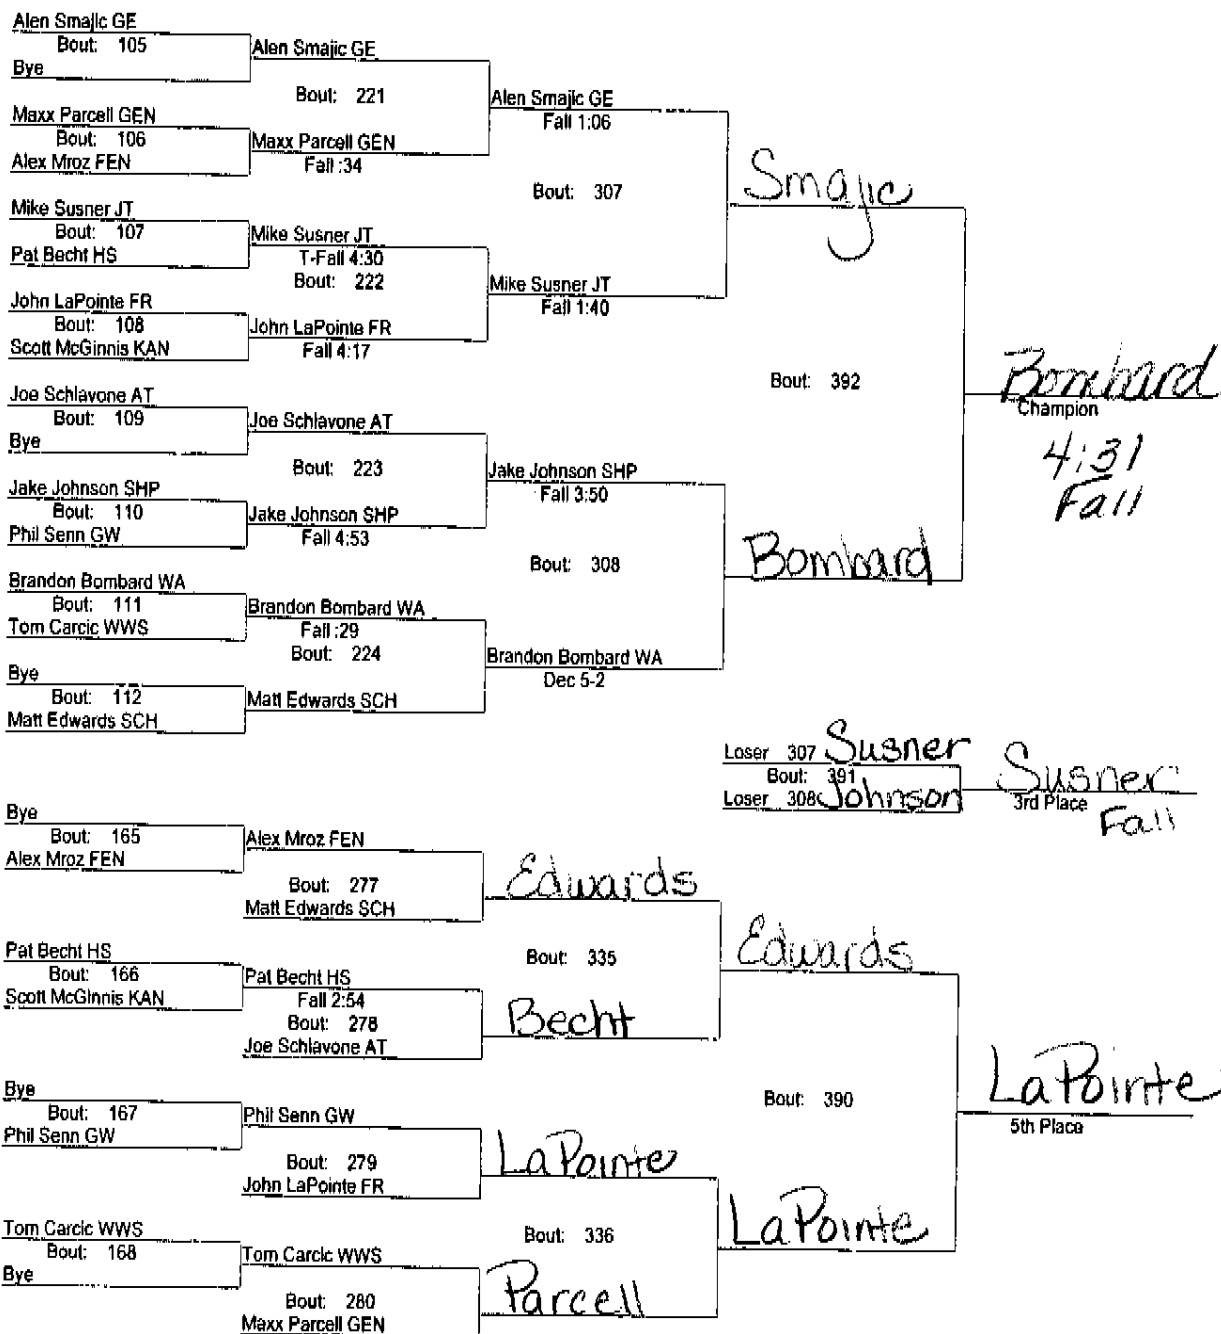 Alen Smajic GE
Bout: 105
Bye
Alen Smajic GE
Bout: 221
Maxx Parcell GEN
Bout: 106
Alex Mroz FEN
Maxx Parcell GEN
Fall :34
Alen Smajic GE
Fall 1:06
Bout: 307
Mike Susner JT
Bout: 107
Pat Becht HS
Mike Susner JT
T-Fall 4:30
Bout: 222
John LaPointe FR
Bout: 108
Scott McGinnis KAN
John LaPointe FR
Fall 4:17
Mike Susner JT
Fall 1:40
Smajic
Bout: 392
Joe Schlavone AT
Bout: 109
Bye
Joe Schlavone AT
Bout: 223
Jake Johnson SHP
Bout: 110
Phil Senn GW
Jake Johnson SHP
Fall 4:53
Jake Johnson SHP
Fall 3:50
Bout: 308
Brandon Bombard WA
Bout: 111
Tom Carcic WWS
Brandon Bombard WA
Fall :29
Bout: 224
Bye
Bout: 112
Matt Edwards SCH
Matt Edwards SCH
Brandon Bombard WA
Dec 5-2
Bombard
Bombard
Champion
4:31
Fall
Loser 307 Susner
Bout: 391
Loser 308 Johnson
Susner
3rd Place
Fall
Bye
Bout: 165
Alex Mroz FEN
Alex Mroz FEN
Bout: 277
Matt Edwards SCH
Edwards
Bout: 335
Pat Becht HS
Bout: 166
Scott McGinnis KAN
Pat Becht HS
Fall 2:54
Bout: 278
Joe Schlavone AT
Becht
Edwards
Bout: 390
Bye
Bout: 167
Phil Senn GW
Phil Senn GW
Bout: 279
John LaPointe FR
LaPointe
Bout: 336
Tom Carcic WWS
Bout: 168
Bye
Tom Carcic WWS
Bout: 280
Maxx Parcell GEN
Parcell
LaPointe
LaPointe
5th Place